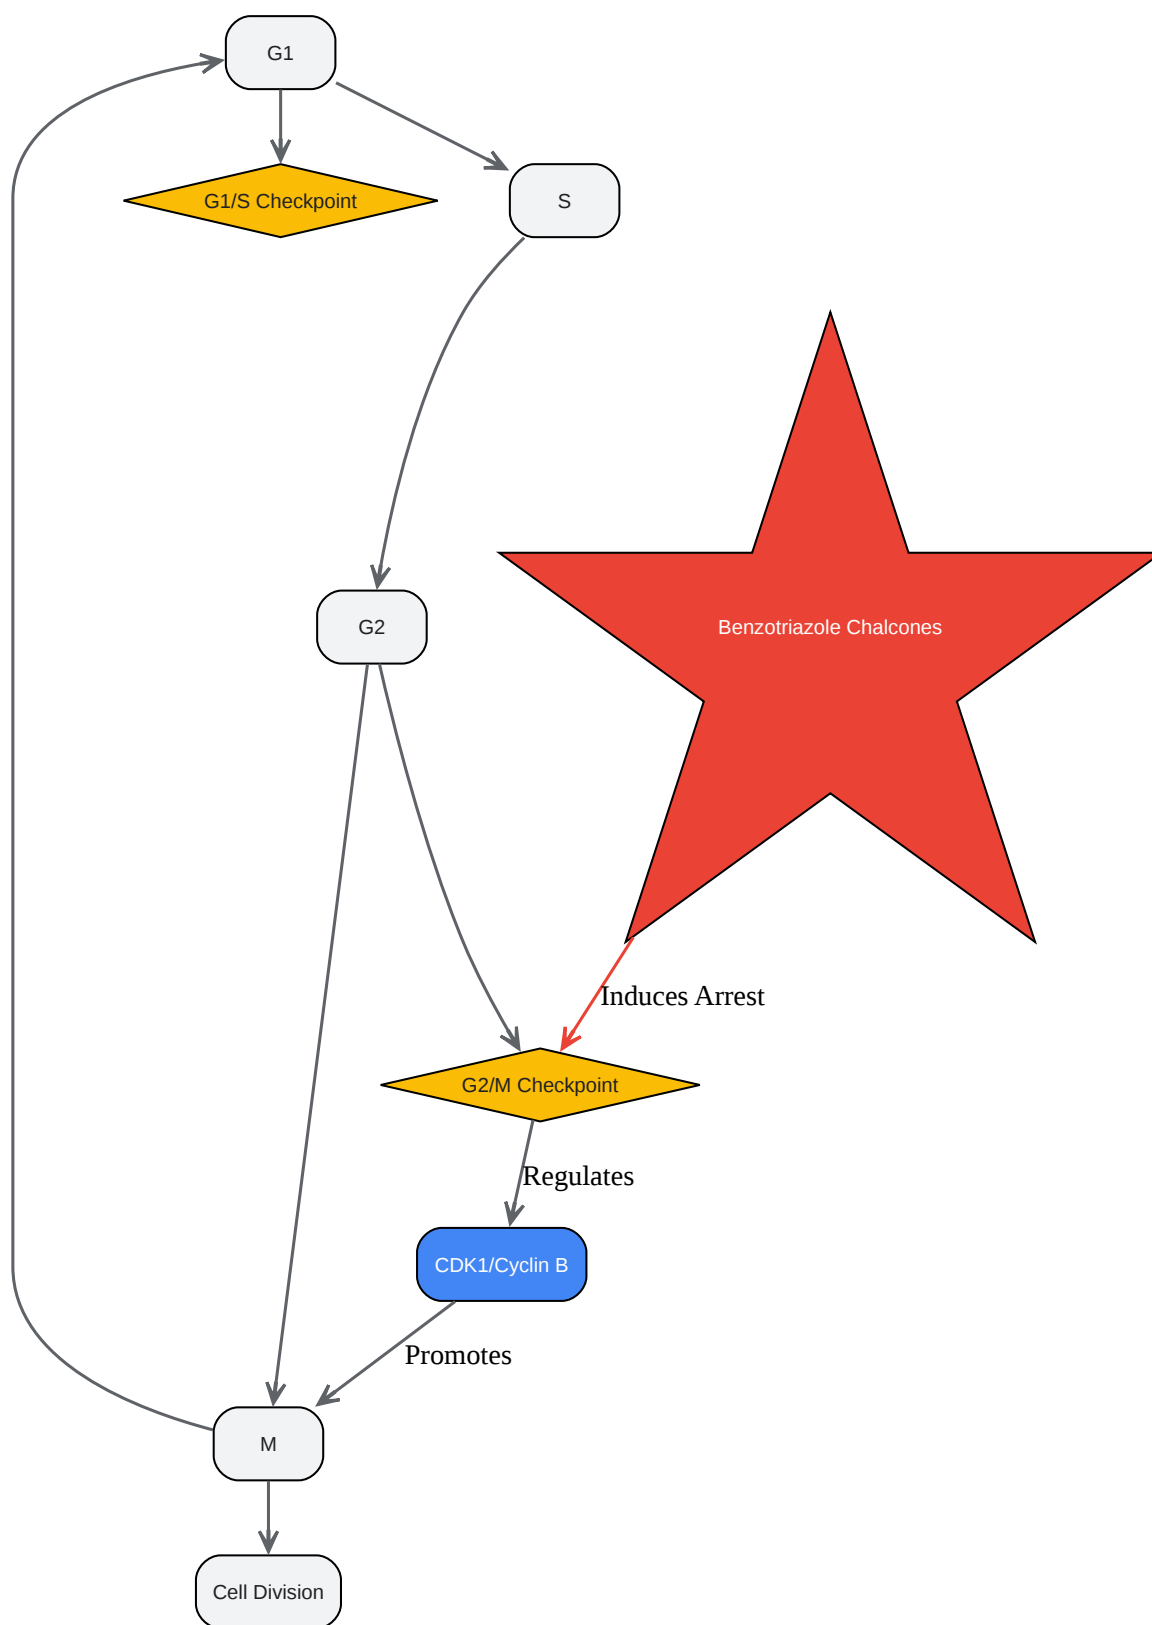 G1
G1/S Checkpoint
S
G2
Benzotriazole Chalcones
Induces Arrest
G2/M Checkpoint
Regulates
CDK1/Cyclin B
Promotes
M
Cell Division